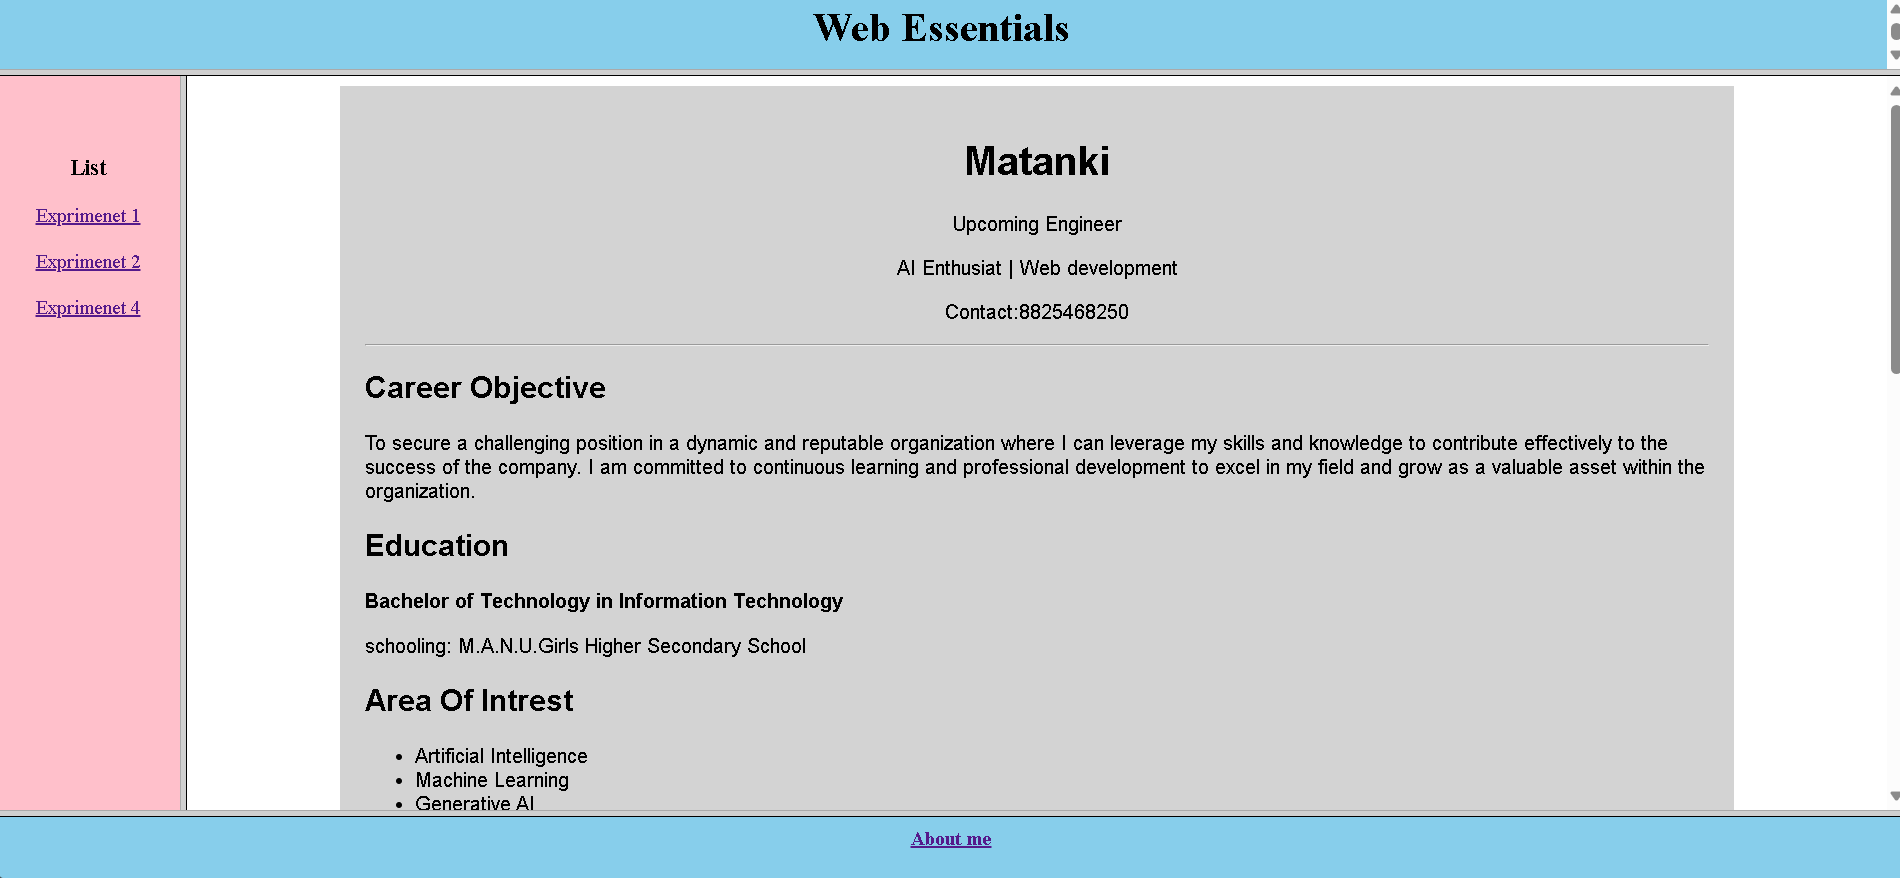 Web Essentials
List
Exprimenet 1
Exprimenet 2
Exprimenet 4
Matanki
Upcoming Engineer
AI Enthusiat | Web development
Contact:8825468250
Career Objective
To secure a challenging position in a dynamic and reputable organization where I can leverage my skills and knowledge to contribute effectively to the
success of the company. I am committed to continuous learning and professional development to excel in my field and grow as a valuable asset within the
organization.
Education
Bachelor of Technology in Information Technology
schooling: M.A.N.U.Girls Higher Secondary School
Area Of Intrest
• Artificial Intelligence
• Machine Learning
• Generative AI
About me